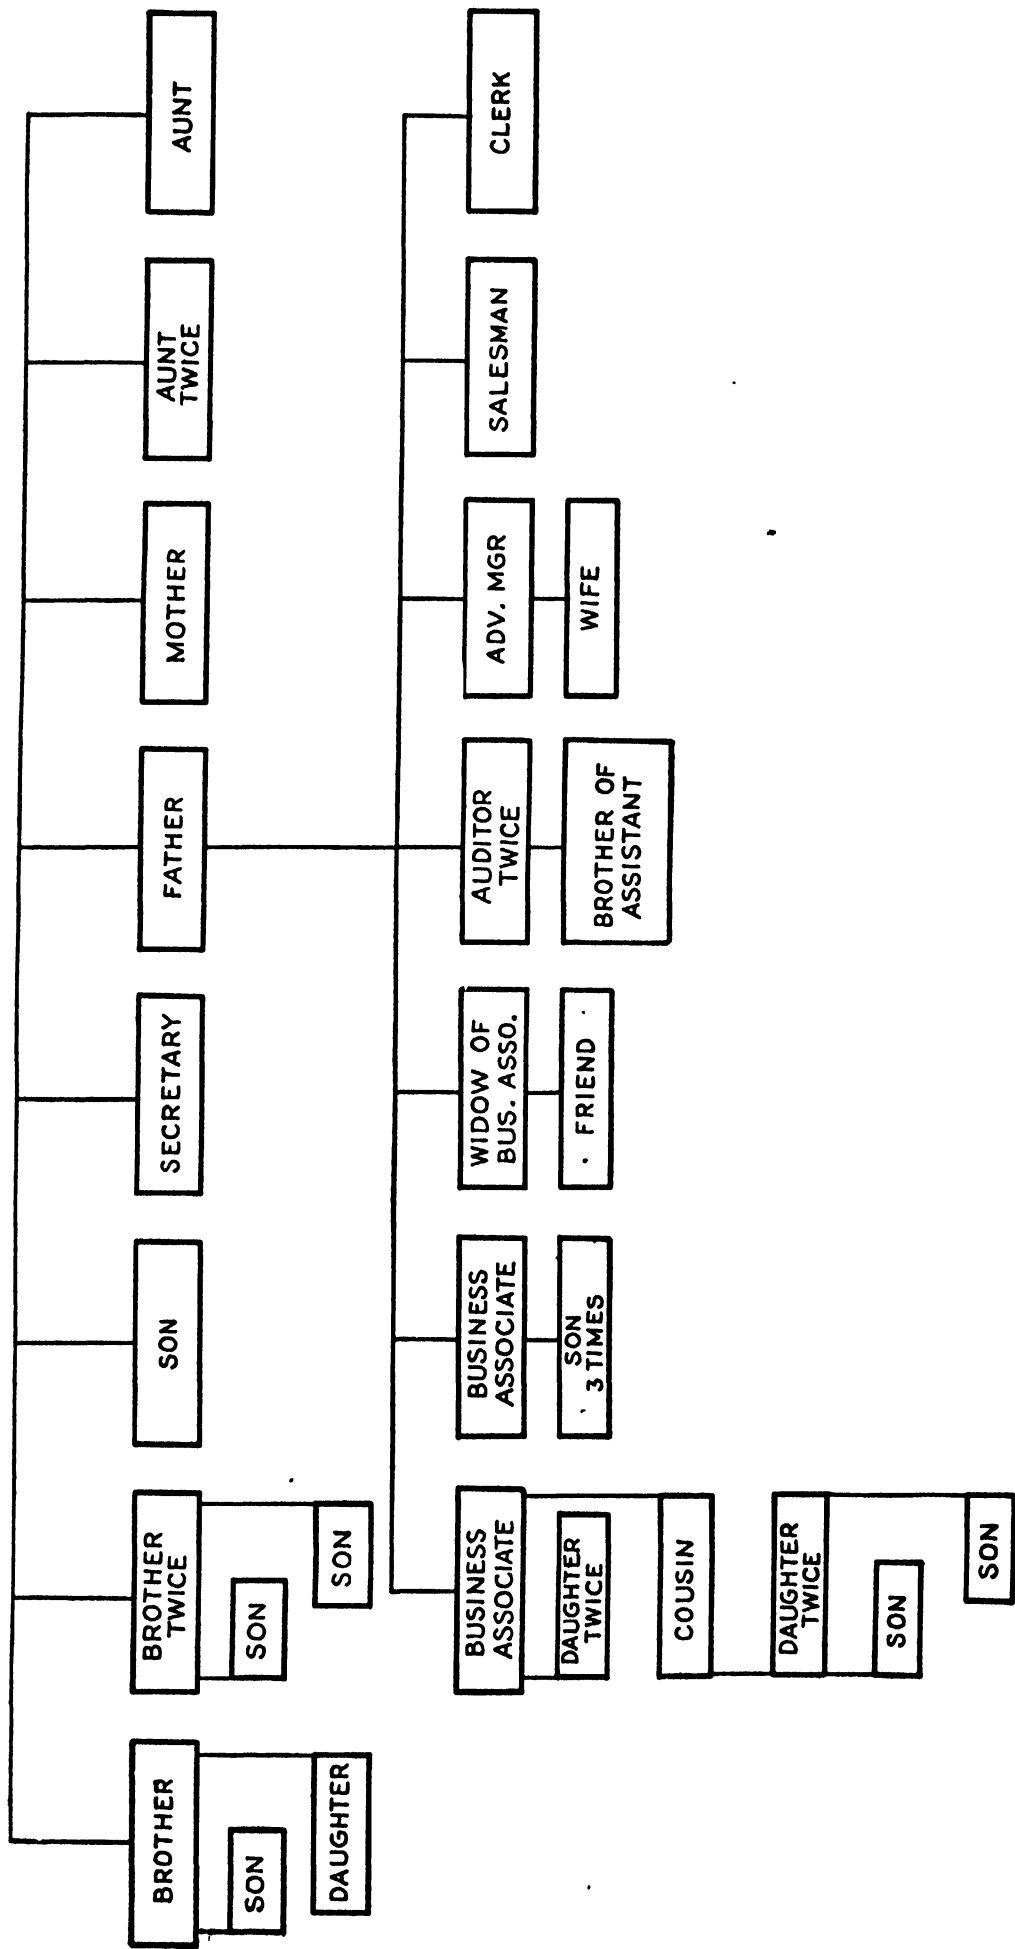 BROTHER
BROTHER
TWICE
SON
SECRETARY
FATHER
MOTHER
AUNT
TWICE
AUNT
SON
DAUGHTER
SON
SON
BUSINESS
ASSOCIATE
BUSINESS
ASSOCIATE
WIDOW OF
BUS. ASSO.
AUDITOR
TWICE
ADV. MGR
SALESMAN
CLERK
DAUGHTER
TWICE
SON
3 TIMES
FRIEND
BROTHER OF
ASSISTANT
WIFE
COUSIN
DAUGHTER
TWICE
SON
SON